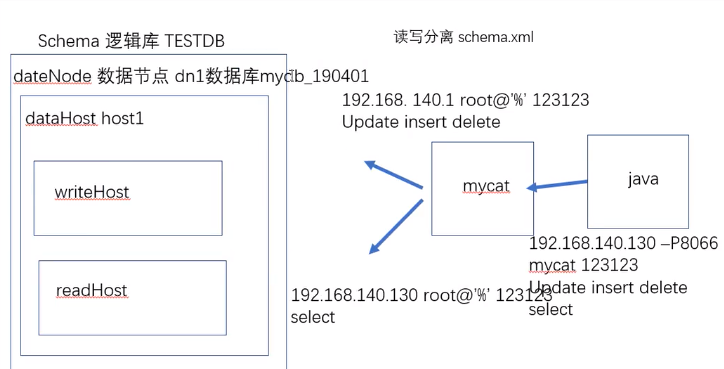 Schema 逻辑库 TESTDB
读写分离 schema.xml
dateNode 数据节点 dn1数据库mydb_190401
dataHost host1
writeHost
readHost
192.168. 140.1 root@'%' 123123
Update insert delete
mycat
java
192.168.140.130 root@'%' 123123
select
192.168.140.130 –P8066
mycat 123123
Update insert delete
select